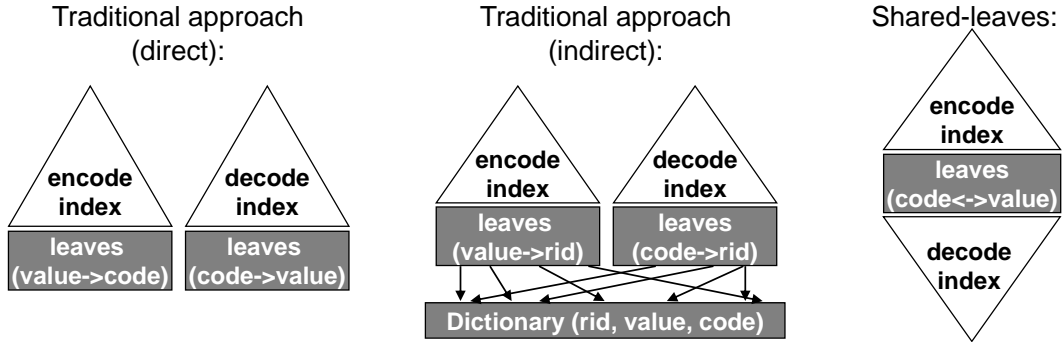 Traditional approach
(direct):
encode
index
decode
index
leaves
(value->code)
leaves
(code->value)
Traditional approach
(indirect):
encode
index
decode
index
leaves
(value->rid)
leaves
(code->rid)
Dictionary (rid, value, code)
Shared-leaves:
encode
index
leaves
(code<->value)
decode
index